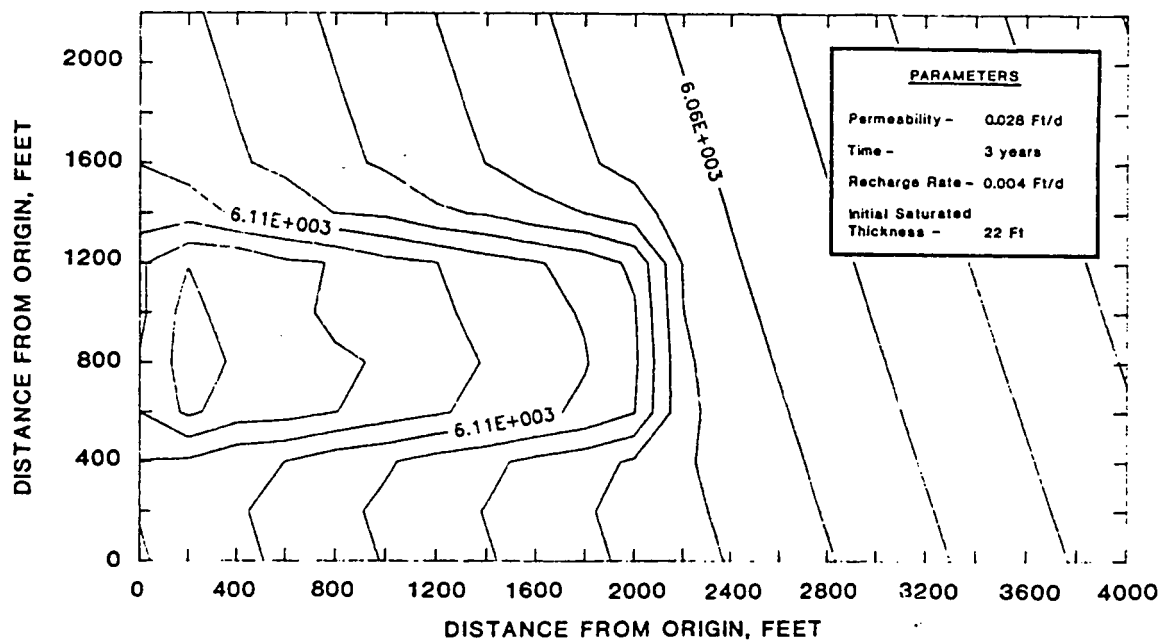 2000
1600
1200
800
400
0
DISTANCE FROM ORIGIN, FEET
6.11E+003
6.11E+003
6.06E+003
PARAMETERS
Permeability – 0.028 Ft/d
Time – 3 years
Recharge Rate – 0.004 Ft/d
Initial Saturated
Thickness – 22 Ft
0 400 800 1200 1600 2000 2400 2800 3200 3600 4000
DISTANCE FROM ORIGIN, FEET